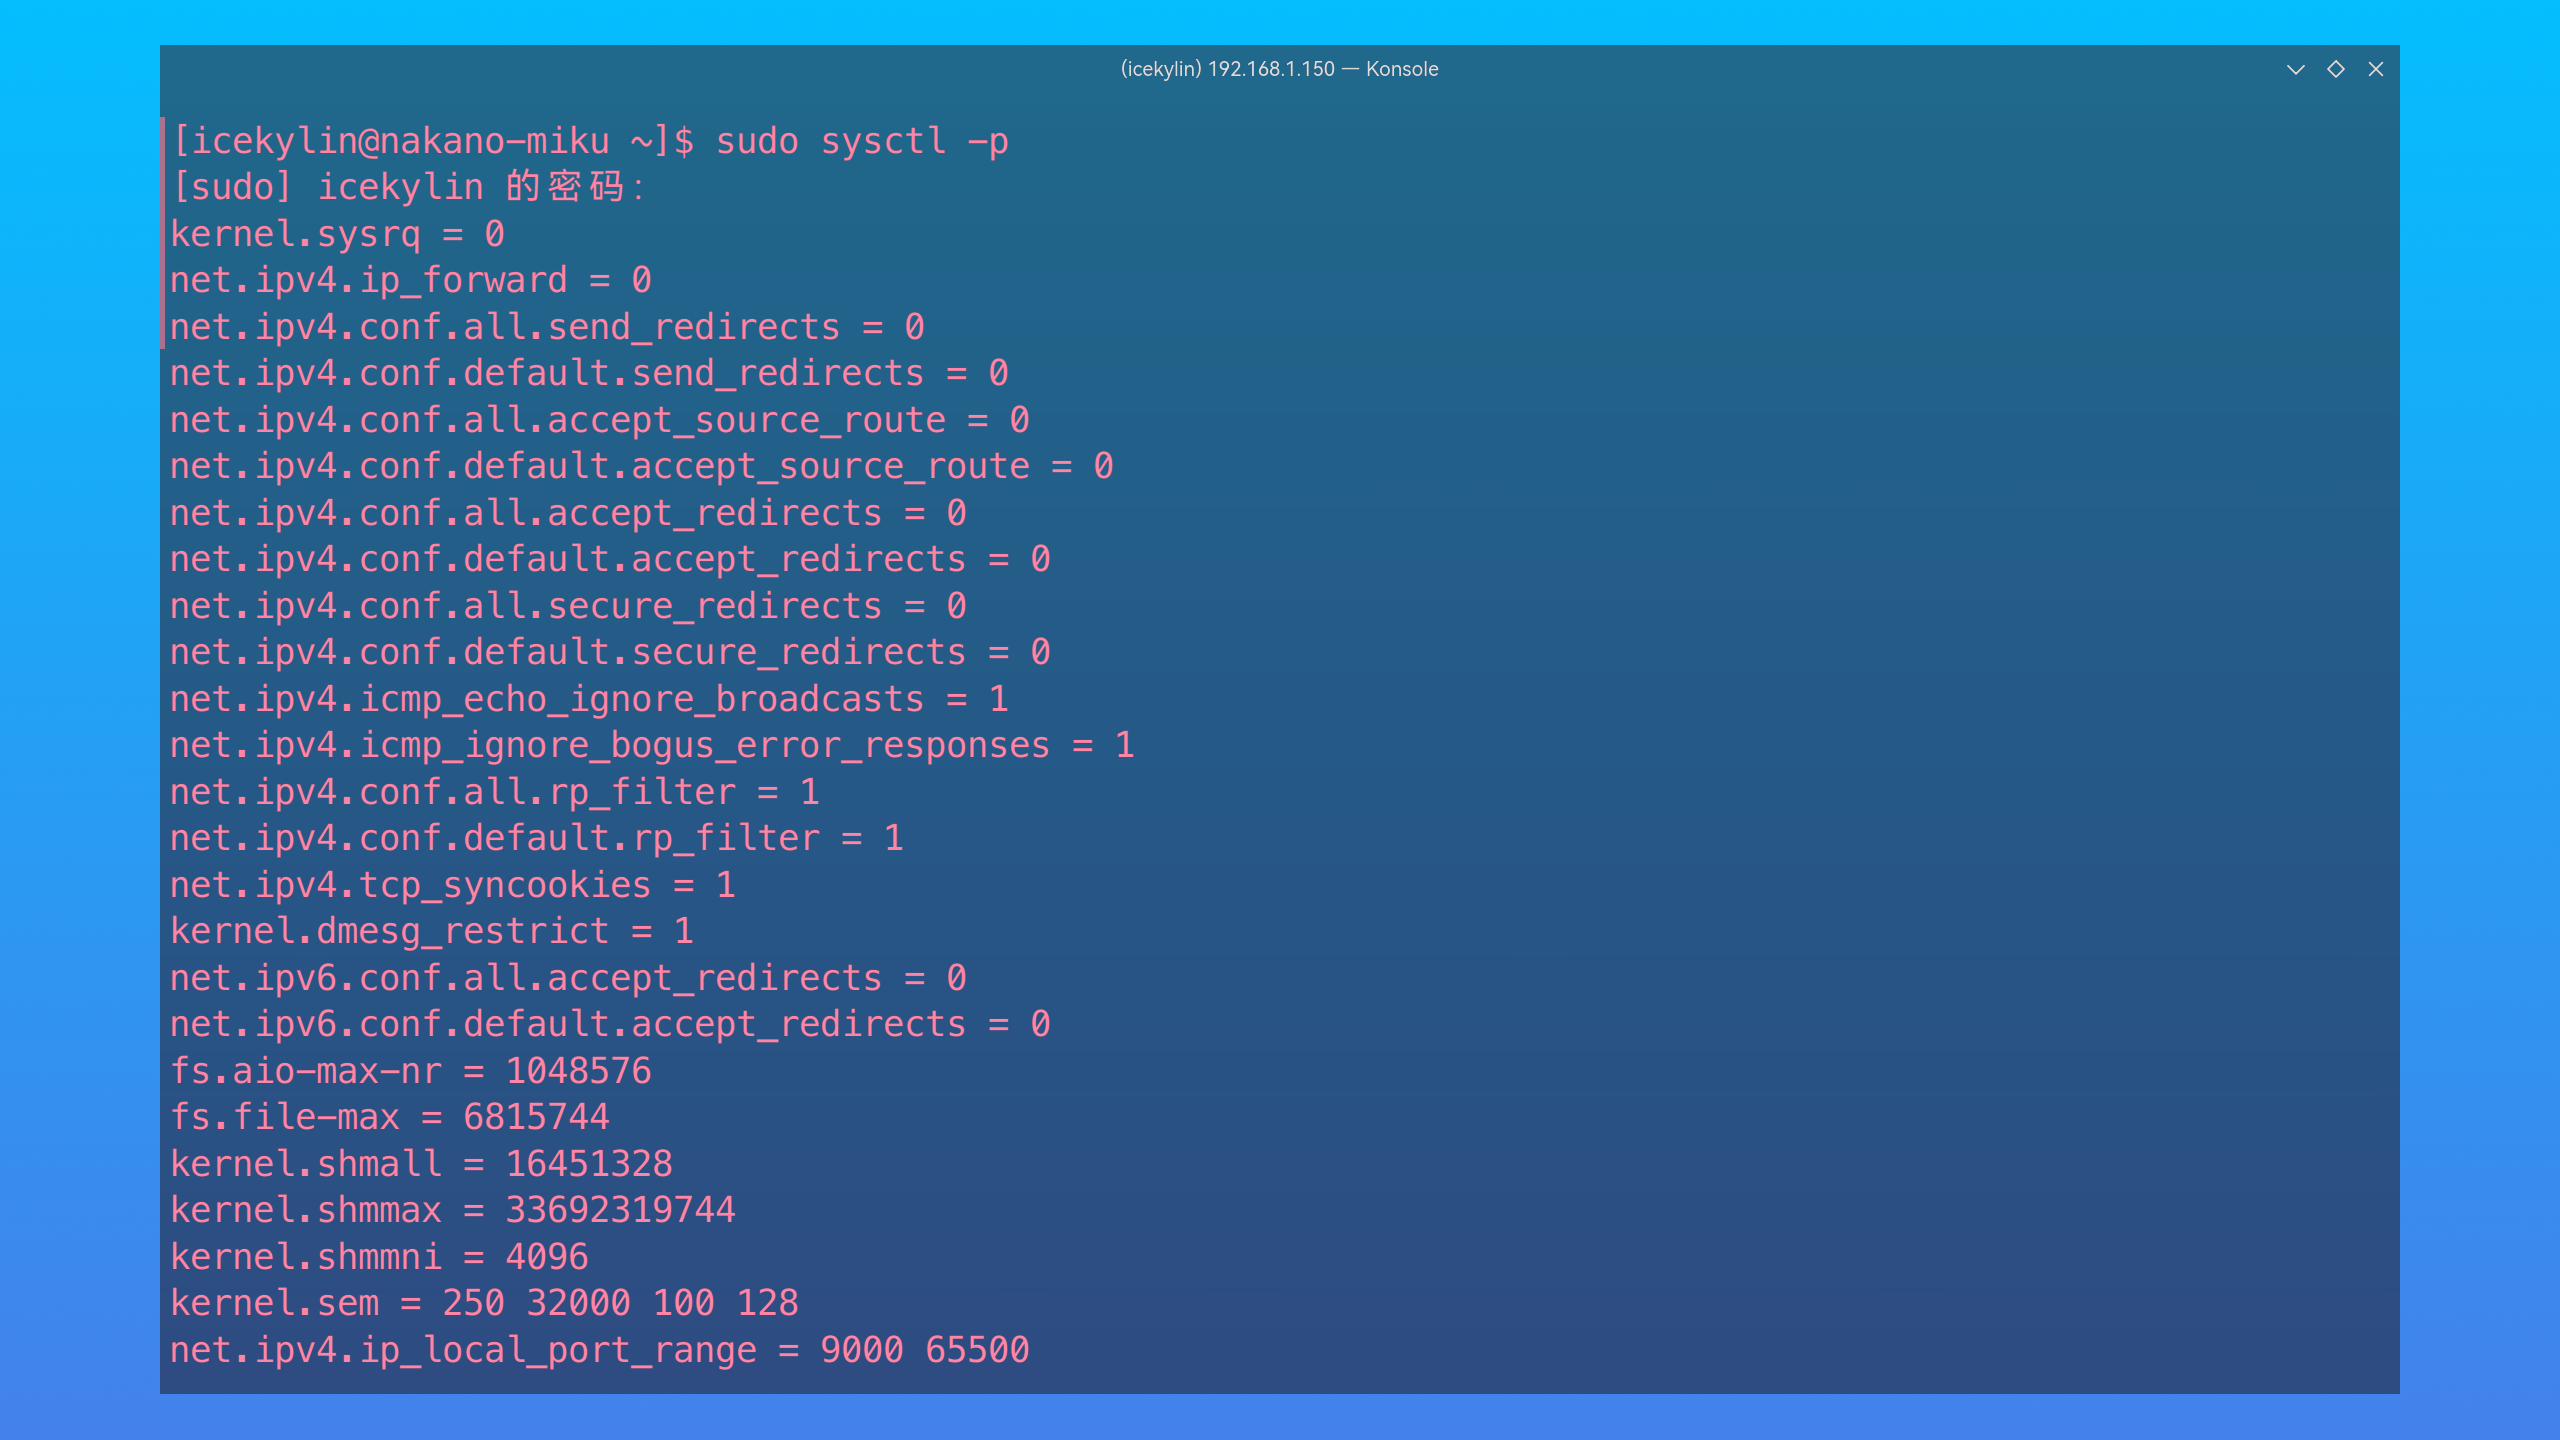 (icekylin) 192.168.1.150 — Konsole
[icekylin@nakano-miku ~]$ sudo sysctl -p
[sudo] icekylin 的密码：
kernel.sysrq = 0
net.ipv4.ip_forward = 0
net.ipv4.conf.all.send_redirects = 0
net.ipv4.conf.default.send_redirects = 0
net.ipv4.conf.all.accept_source_route = 0
net.ipv4.conf.default.accept_source_route = 0
net.ipv4.conf.all.accept_redirects = 0
net.ipv4.conf.default.accept_redirects = 0
net.ipv4.conf.all.secure_redirects = 0
net.ipv4.conf.default.secure_redirects = 0
net.ipv4.icmp_echo_ignore_broadcasts = 1
net.ipv4.icmp_ignore_bogus_error_responses = 1
net.ipv4.conf.all.rp_filter = 1
net.ipv4.conf.default.rp_filter = 1
net.ipv4.tcp_syncookies = 1
kernel.dmesg_restrict = 1
net.ipv6.conf.all.accept_redirects = 0
net.ipv6.conf.default.accept_redirects = 0
fs.aio-max-nr = 1048576
fs.file-max = 6815744
kernel.shmall = 16451328
kernel.shmmax = 33692319744
kernel.shmmni = 4096
kernel.sem = 250 32000 100 128
net.ipv4.ip_local_port_range = 9000 65500